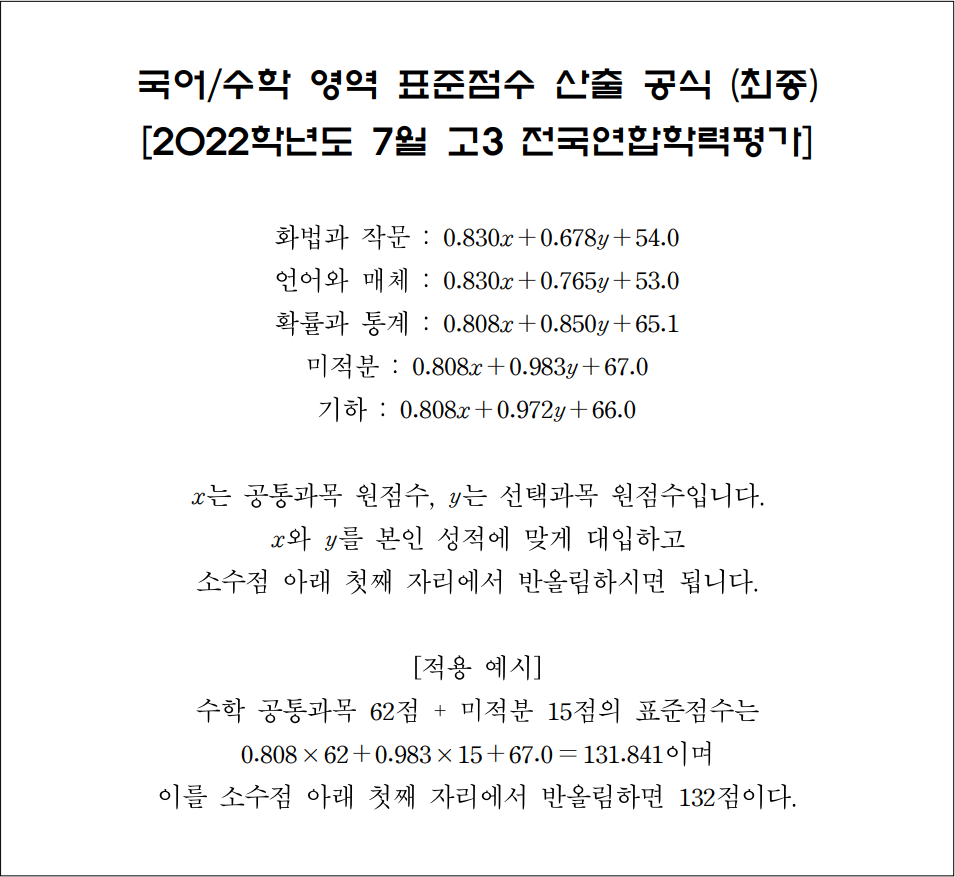 국어/수학 영역 표준점수 산출 공식 (최종)
[2022학년도 7월 고3 전국연합학력평가]
화법과 작문 : 0.830x+0.678y+54.0
언어와 매체 : 0.830x+0.765y+53.0
확률과 통계 : 0.808x+0.850y+65.1
미적분 : 0.808x+0.983y+67.0
기하 : 0.808x+0.972y+66.0
x는 공통과목 원점수, y는 선택과목 원점수입니다.
x와 y를 본인 성적에 맞게 대입하고
소수점 아래 첫째 자리에서 반올림하시면 됩니다.
[적용 예시]
수학 공통과목 62점 + 미적분 15점의 표준점수는
0.808×62+0.983×15+67.0=131.841이며
이를 소수점 아래 첫째 자리에서 반올림하면 132점이다.